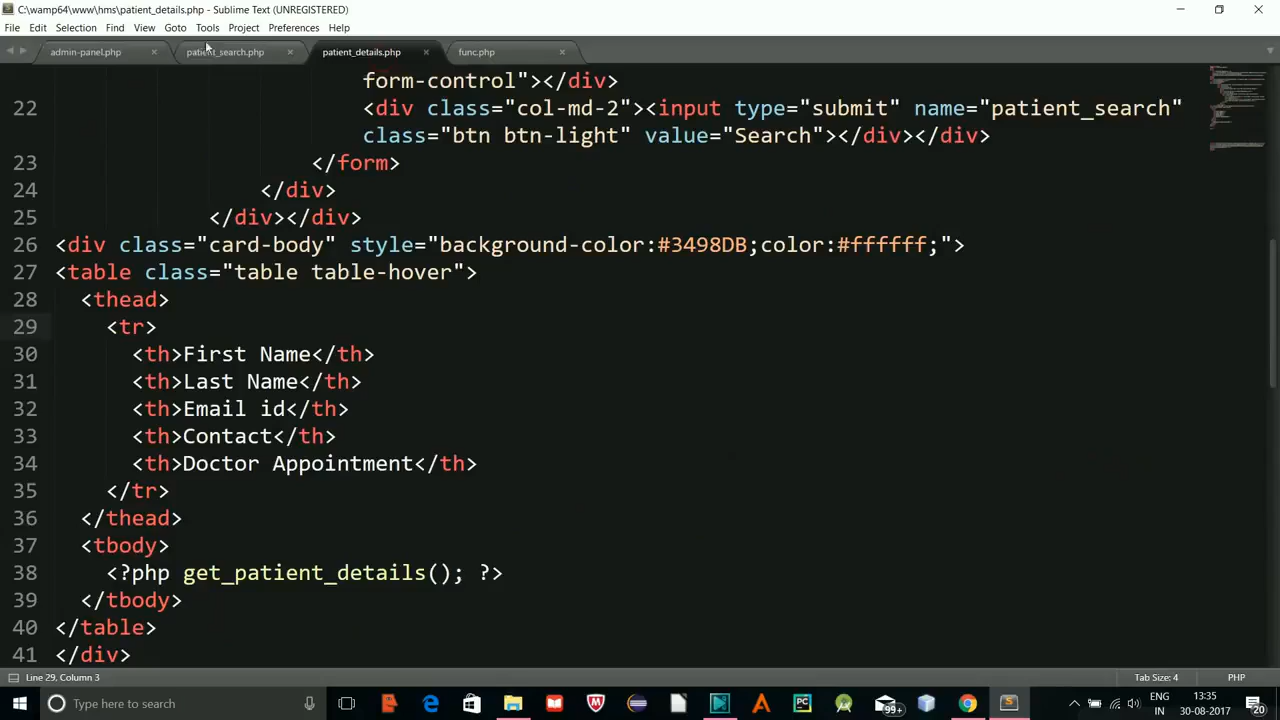 C:\wamp64\www\hms\patient_details.php - Sublime Text (UNREGISTERED)
File Edit Selection Find View Goto Tools Project Preferences Help
admin-panel.php patient_search.php patient_details.php func.php
form-control"></div>
22 <div class="col-md-2"><input type="submit" name="patient_search"
class="btn btn-light" value="Search"></div></div>
23 </form>
24 </div>
25 </div></div>
26 <div class="card-body" style="background-color:#3498DB;color:#ffffff;">
27 <table class="table table-hover">
28 <thead>
29 <tr>
30 <th>First Name</th>
31 <th>Last Name</th>
32 <th>Email id</th>
33 <th>Contact</th>
34 <th>Doctor Appointment</th>
35 </tr>
36 </thead>
37 <tbody>
38 <?php get_patient_details(); ?>
39 </tbody>
40 </table>
41 </div>
Line 29, Column 3 Tab Size: 4 PHP
Type here to search
99+
ENG
IN
13:35
30-08-2017
20